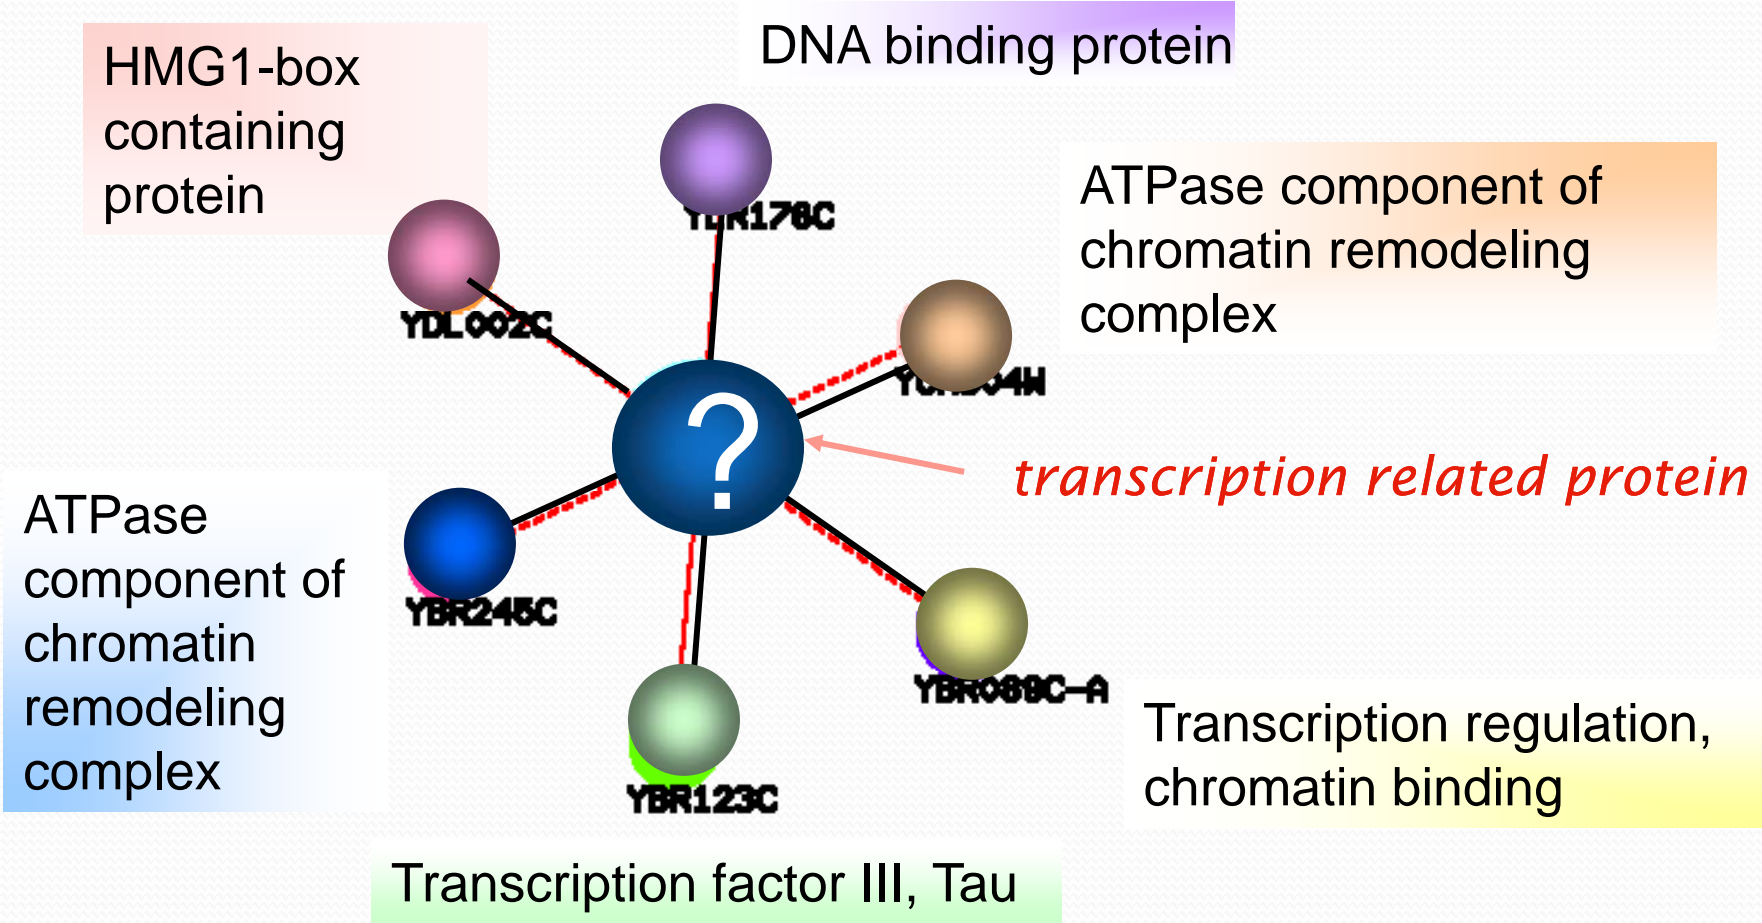 DNA binding protein
HMG1-box
containing
protein
ATPase component of
chromatin remodeling
complex
YDL002C
?
transcription related protein
ATPase
component of
chromatin
remodeling
complex
YBR245C
YBR089C-A
Transcription regulation,
chromatin binding
YBR123C
Transcription factor III, Tau